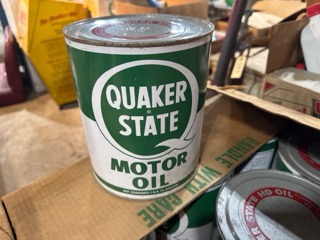 QUAKER
STATE
MOTOR
OIL
HANDLE WITH CARE
STATE HD OIL